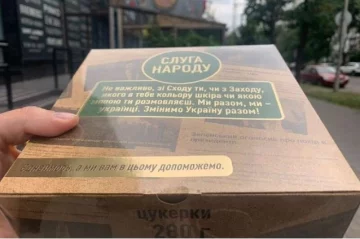 СЛУГА
НАРОДУ
Не важливо, зі Сходу ти, чи з Заходу,
якого в тебе кольору шкіра чи якою
мовою ти розмовляєш. Ми разом, ми –
українці. Змінимо Україну разом!
а ми вам в цьому допоможемо.
цукерки
280 г